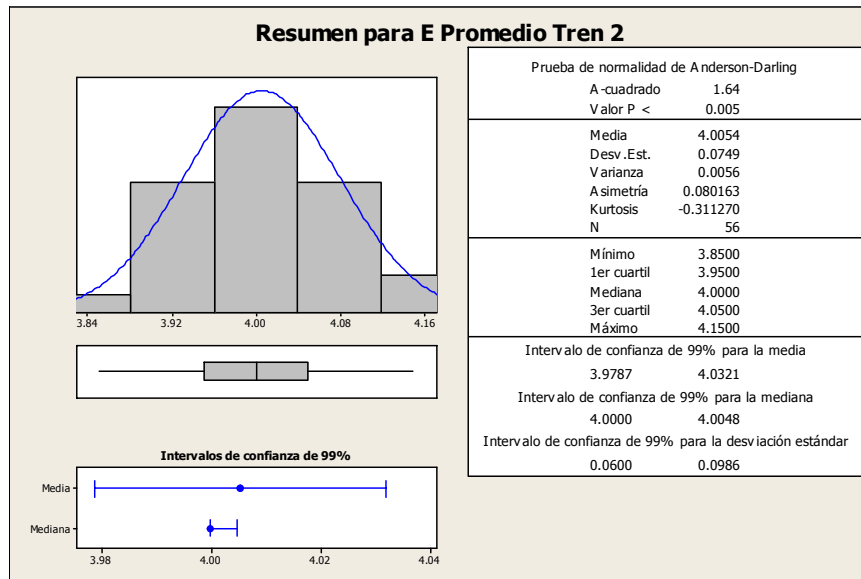 Resumen para E Promedio Tren 2
3.84 3.92 4.00 4.08 4.16
Intervalos de confianza de 99%
Media
Mediana
3.98 4.00 4.02 4.04
Prueba de normalidad de Anderson-Darling
A-cuadrado 1.64
Valor P < 0.005
Media 4.0054
Desv.Est. 0.0749
Varianza 0.0056
Asimetría 0.080163
Kurtosis -0.311270
N 56
Mínimo 3.8500
1er cuartil 3.9500
Mediana 4.0000
3er cuartil 4.0500
Máximo 4.1500
Intervalo de confianza de 99% para la media
3.9787 4.0321
Intervalo de confianza de 99% para la mediana
4.0000 4.0048
Intervalo de confianza de 99% para la desviación estándar
0.0600 0.0986